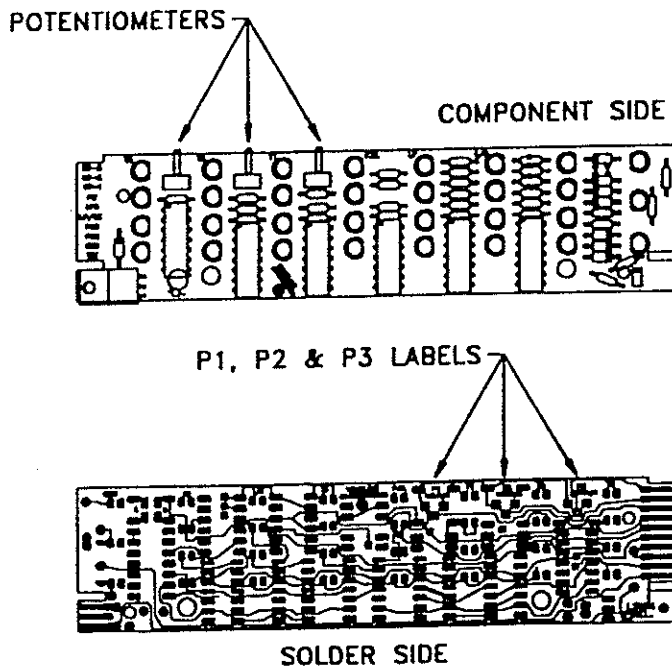 POTENTIOMETERS
COMPONENT SIDE
P1, P2 & P3 LABELS
SOLDER SIDE